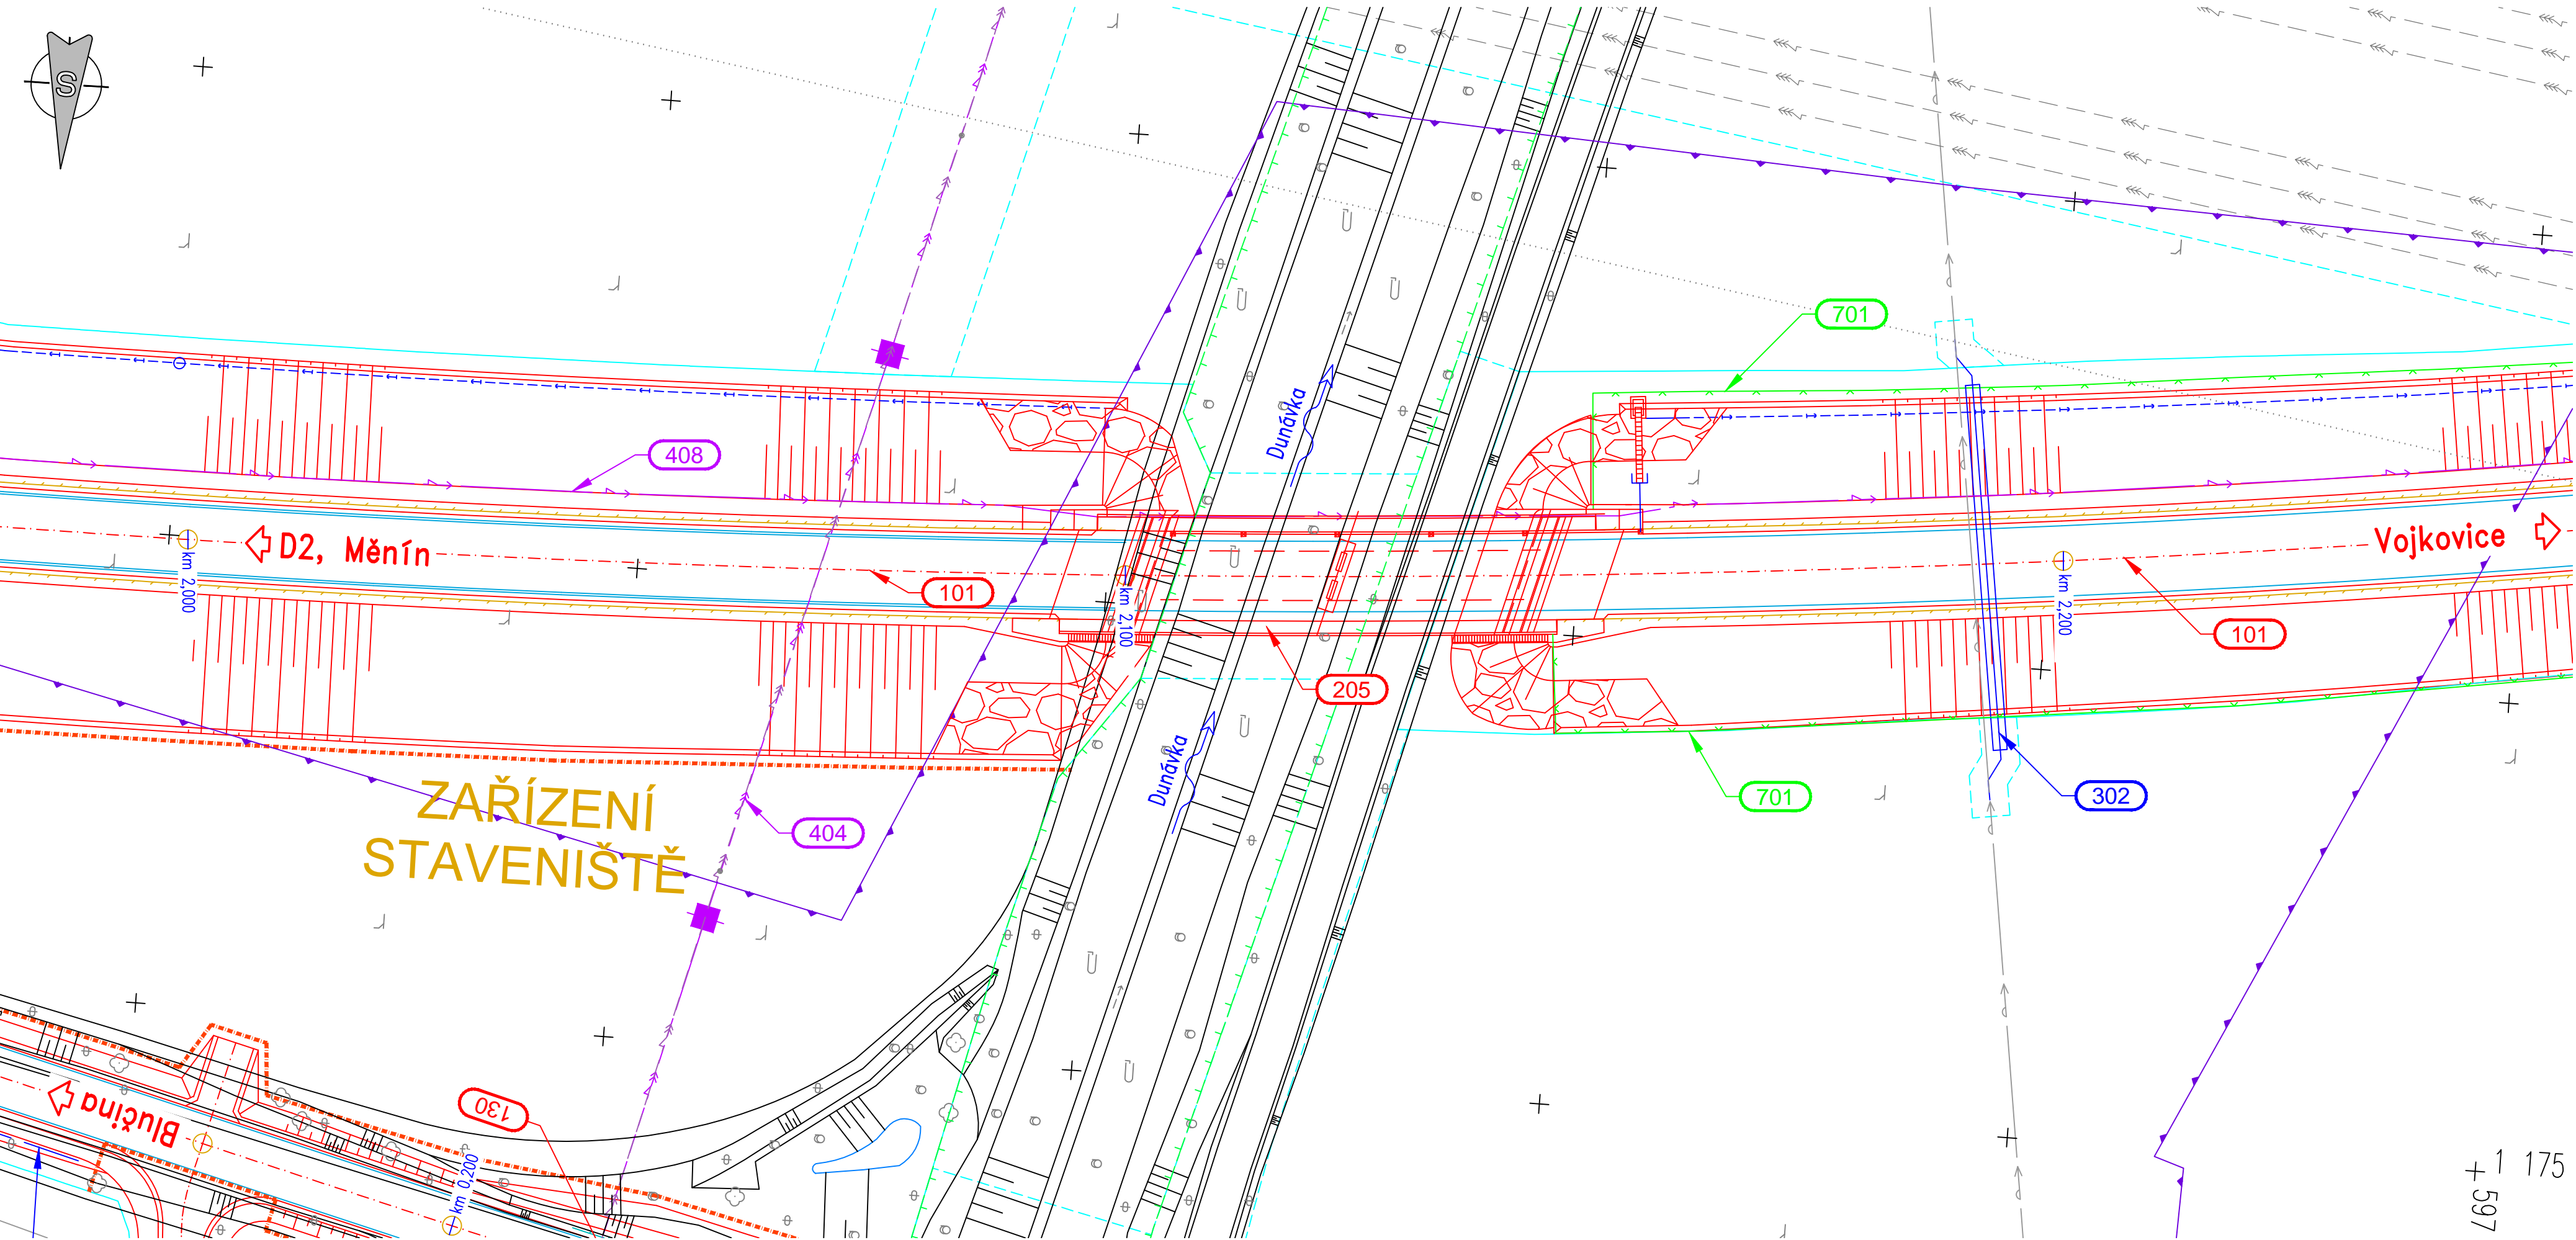 S
701
Dunávka
408
D2, Měnín
km 2,000
101
km 2,100
Vojkovice
km 2,200
101
205
Dunávka
701
302
ZAŘÍZENÍ
STAVENIŠTĚ
404
130
Blučina
km 0,200
1 175
597